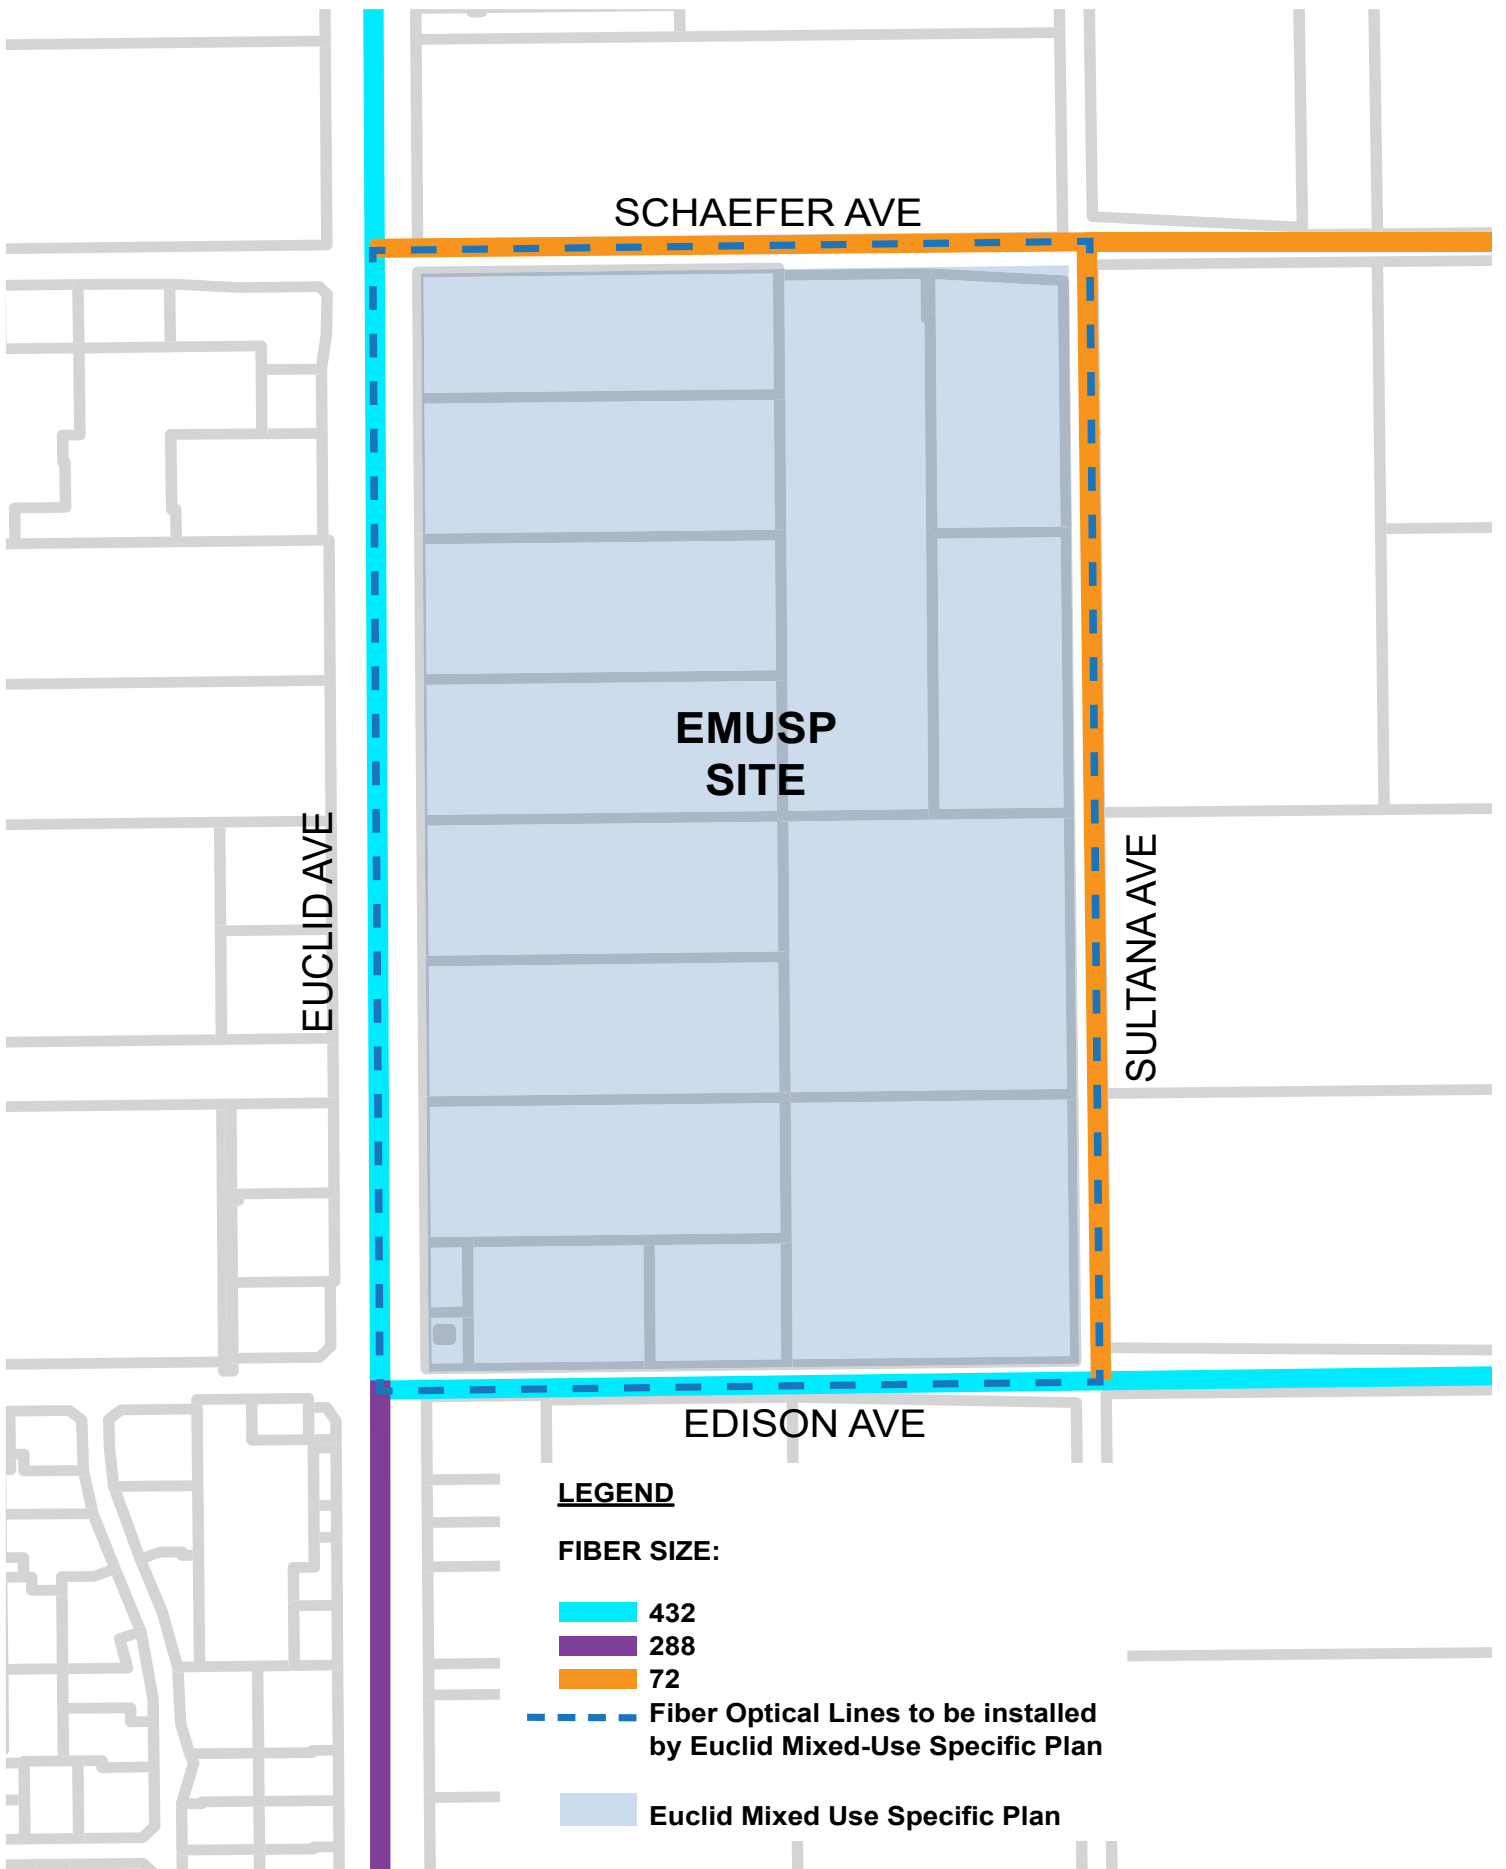 SCHAEFER AVE
EMUSP
SITE
EUCLID AVE
SULTANA AVE
EDISON AVE
LEGEND
FIBER SIZE:
432
288
72
Fiber Optical Lines to be installed
by Euclid Mixed-Use Specific Plan
Euclid Mixed Use Specific Plan